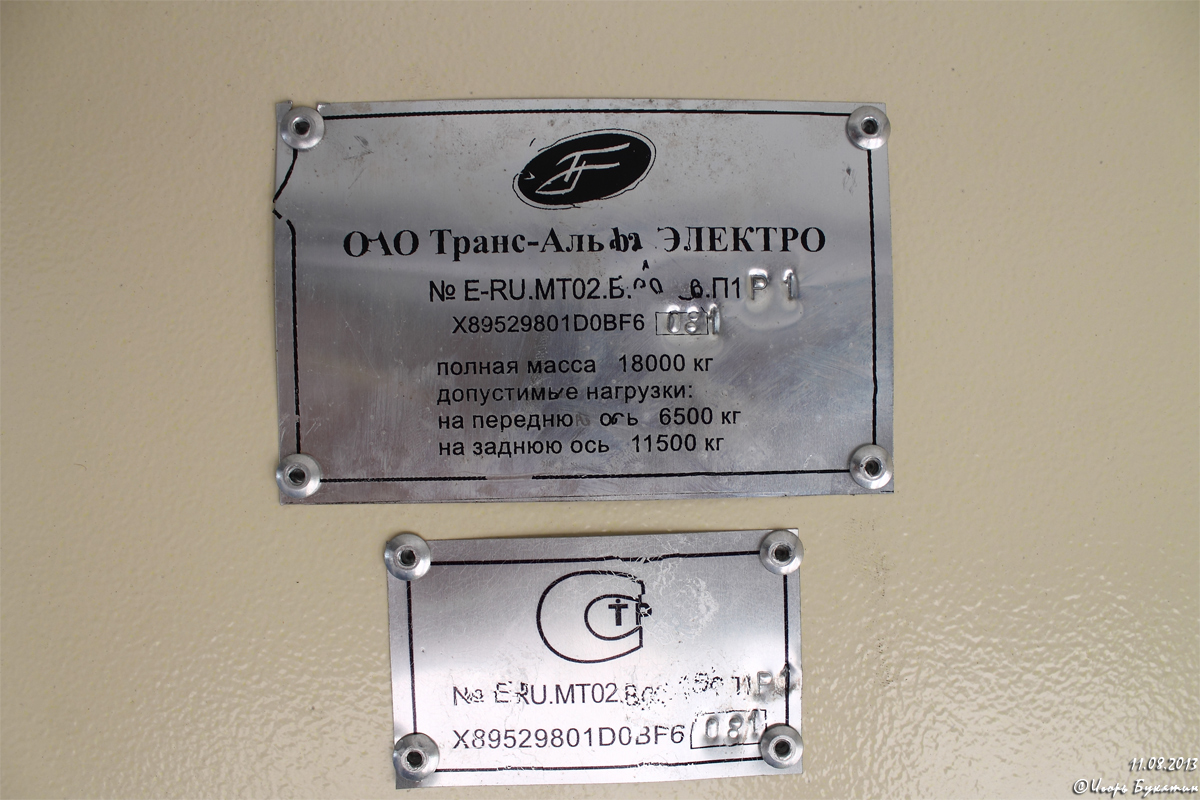 ОАО Транс-Альфа ЭЛЕКТРО
№ E-RU.MT02.
X89529801D0BF6 081
полная масса 18000 кг
допустимые нагрузки:
на переднюю ось 6500 кг
на заднюю ось 11500 кг
СТР
№ E-RU.MT02.
X89529801D0BF6 081
11.08.2013
©Игорь Букатин